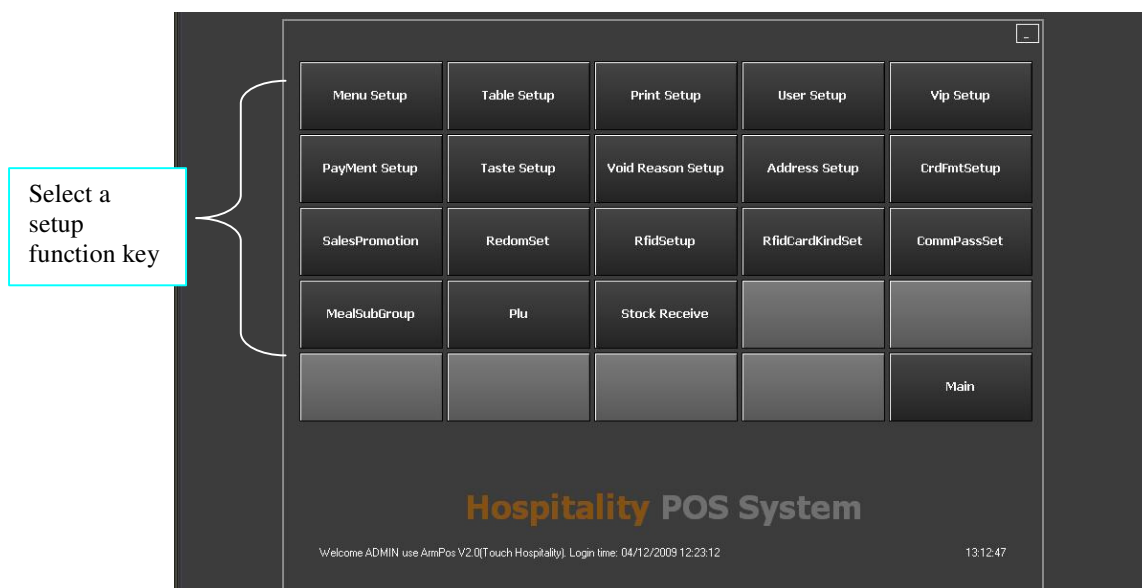 -
Menu Setup Table Setup Print Setup User Setup Vip Setup
PayMent Setup Taste Setup Void Reason Setup Address Setup CrdFmtSetup
Select a
setup
function key
SalesPromotion RedomSet RfidSetup RfidCardKindSet CommPassSet
MealSubGroup Plu Stock Receive
Main
Hospitality POS System
Welcome ADMIN use ArmPos V2.0(Touch Hospitality). Login time: 04/12/2009 12:23:12 13:12:47